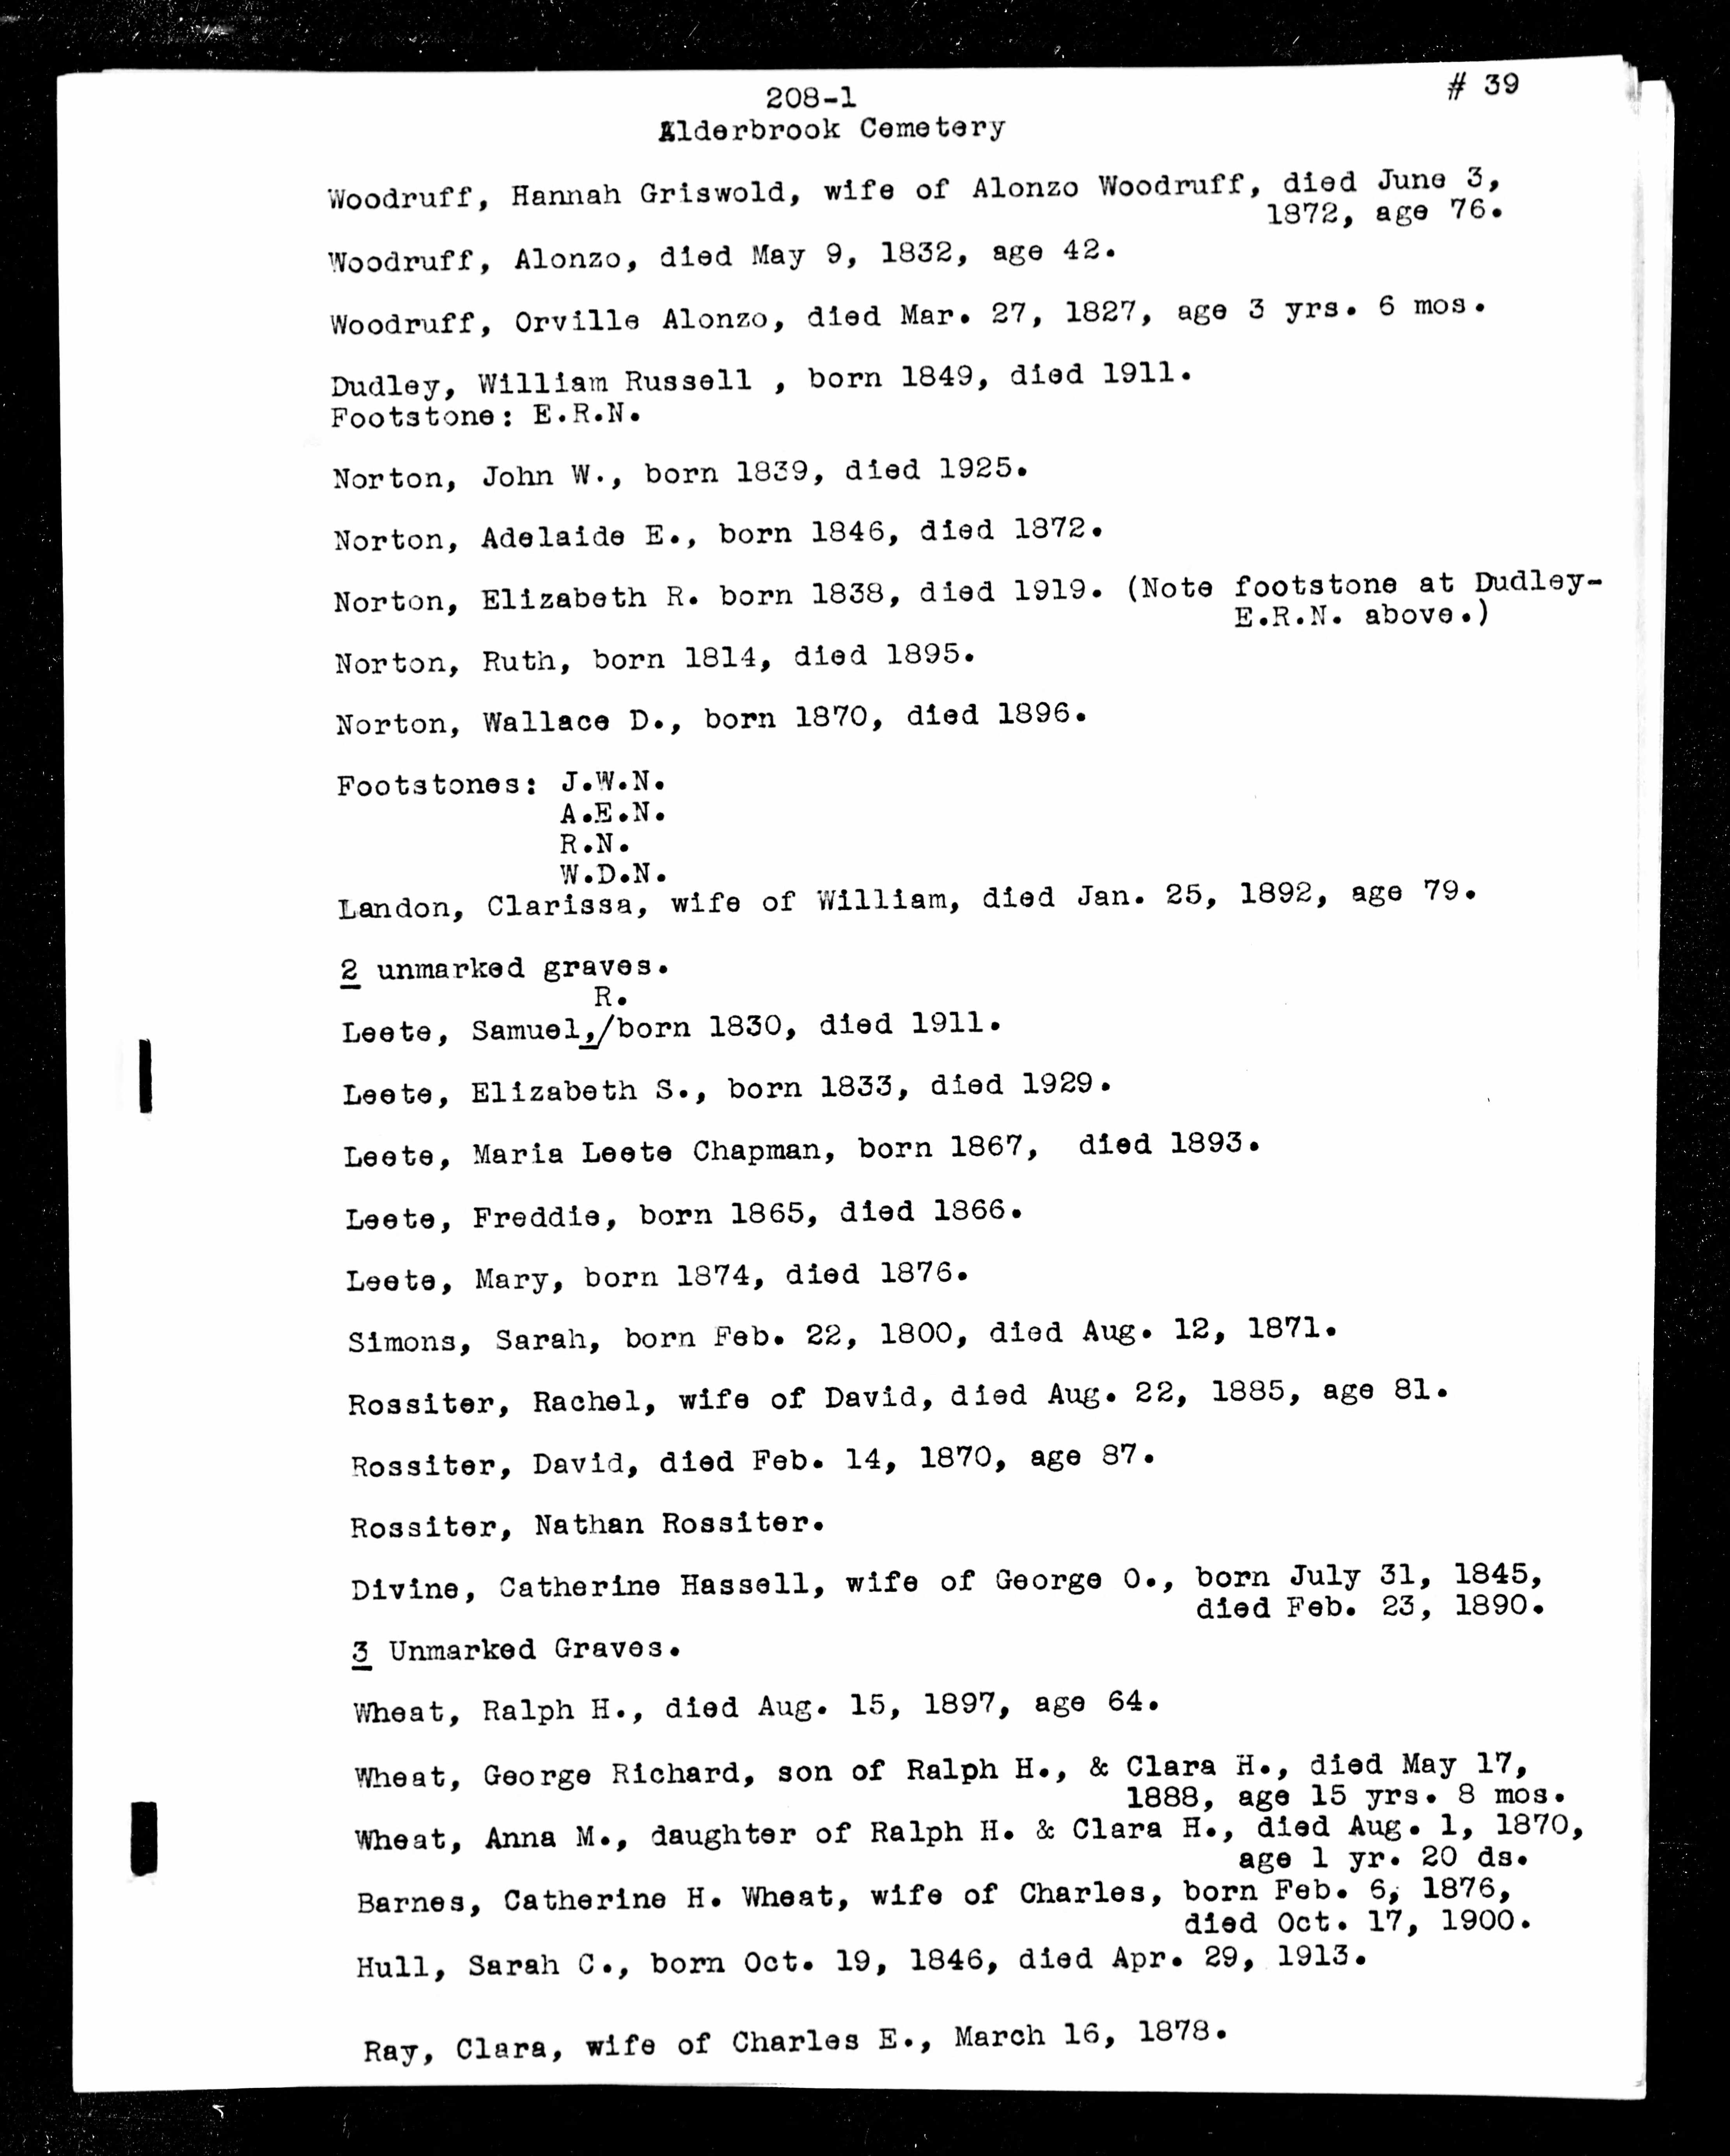 208-1
# 39
Alderbrook Cemetery
Woodruff, Hannah Griswold, wife of Alonzo Woodruff, died June 3,
1872, age 76.
Woodruff, Alonzo, died May 9, 1832, age 42.
Woodruff, Orville Alonzo, died Mar. 27, 1827, age 3 yrs. 6 mos.
Dudley, William Russell , born 1849, died 1911.
Footstone: E.R.N.
Norton, John W., born 1839, died 1925.
Norton, Adelaide E., born 1846, died 1872.
Norton, Elizabeth R. born 1838, died 1919. (Note footstone at Dudley-
E.R.N. above.)
Norton, Ruth, born 1814, died 1895.
Norton, Wallace D., born 1870, died 1896.
Footstones: J.W.N.
A.E.N.
R.N.
W.D.N.
Landon, Clarissa, wife of William, died Jan. 25, 1892, age 79.
2 unmarked graves.
R.
Leete, Samuel,/born 1830, died 1911.
Leete, Elizabeth S., born 1833, died 1929.
Leete, Maria Leete Chapman, born 1867, died 1893.
Leete, Freddie, born 1865, died 1866.
Leete, Mary, born 1874, died 1876.
Simons, Sarah, born Feb. 22, 1800, died Aug. 12, 1871.
Rossiter, Rachel, wife of David, died Aug. 22, 1885, age 81.
Rossiter, David, died Feb. 14, 1870, age 87.
Rossiter, Nathan Rossiter.
Divine, Catherine Hassell, wife of George O., born July 31, 1845,
died Feb. 23, 1890.
3 Unmarked Graves.
Wheat, Ralph H., died Aug. 15, 1897, age 64.
Wheat, George Richard, son of Ralph H., & Clara H., died May 17,
1888, age 15 yrs. 8 mos.
Wheat, Anna M., daughter of Ralph H. & Clara H., died Aug. 1, 1870,
age 1 yr. 20 ds.
Barnes, Catherine H. Wheat, wife of Charles, born Feb. 6, 1876,
died Oct. 17, 1900.
Hull, Sarah C., born Oct. 19, 1846, died Apr. 29, 1913.
Ray, Clara, wife of Charles E., March 16, 1878.